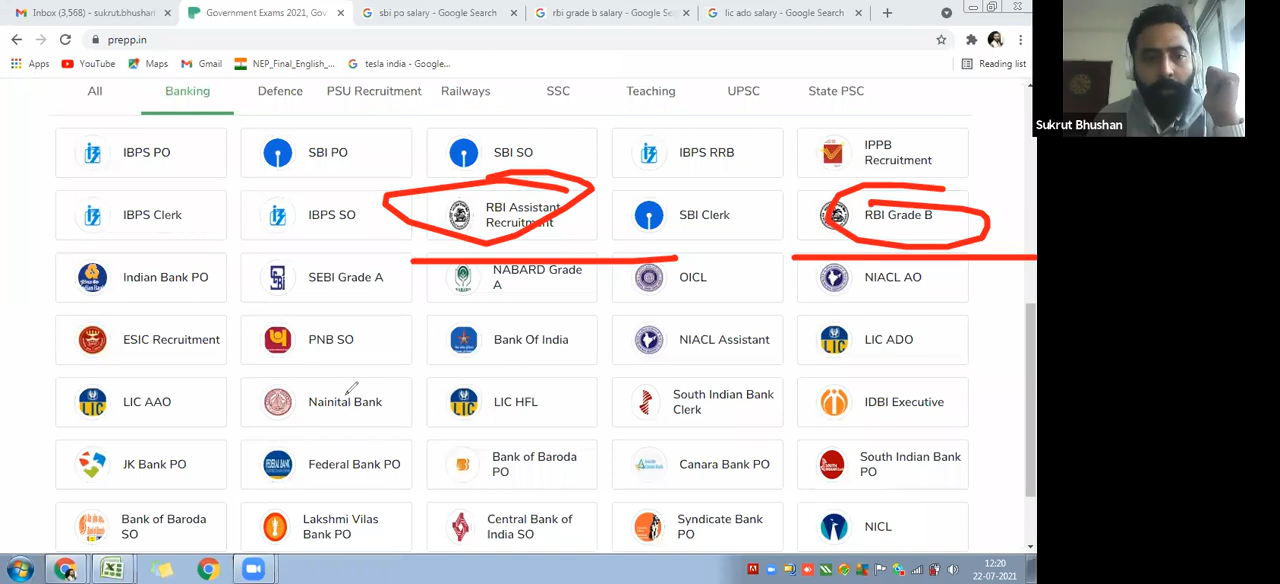 Inbox (3,568) - sukrut.bhushan
Government Exams 2021, Gov
sbi po salary - Google Search
rbi grade b salary - Google Se
lic ado salary - Google Search
prepp.in
Apps
YouTube
Maps
Gmail
NEP_Final_English_...
tesla india - Google...
Reading list
All
Banking
Defence
PSU Recruitment
Railways
SSC
Teaching
UPSC
State PSC
IBPS PO
SBI PO
SBI SO
IBPS RRB
IPPB
Recruitment
IBPS Clerk
IBPS SO
RBI Assistant
Recruitment
SBI Clerk
RBI Grade B
Indian Bank PO
SEBI Grade A
NABARD Grade
A
OICL
NIACL AO
ESIC Recruitment
PNB SO
Bank Of India
NIACL Assistant
LIC ADO
LIC AAO
Nainital Bank
LIC HFL
South Indian Bank
Clerk
IDBI Executive
JK Bank PO
Federal Bank PO
Bank of Baroda
PO
Canara Bank PO
South Indian Bank
PO
Bank of Baroda
SO
Lakshmi Vilas
Bank PO
Central Bank of
India SO
Syndicate Bank
PO
NICL
12:20
22-07-2021
Sukrut Bhushan